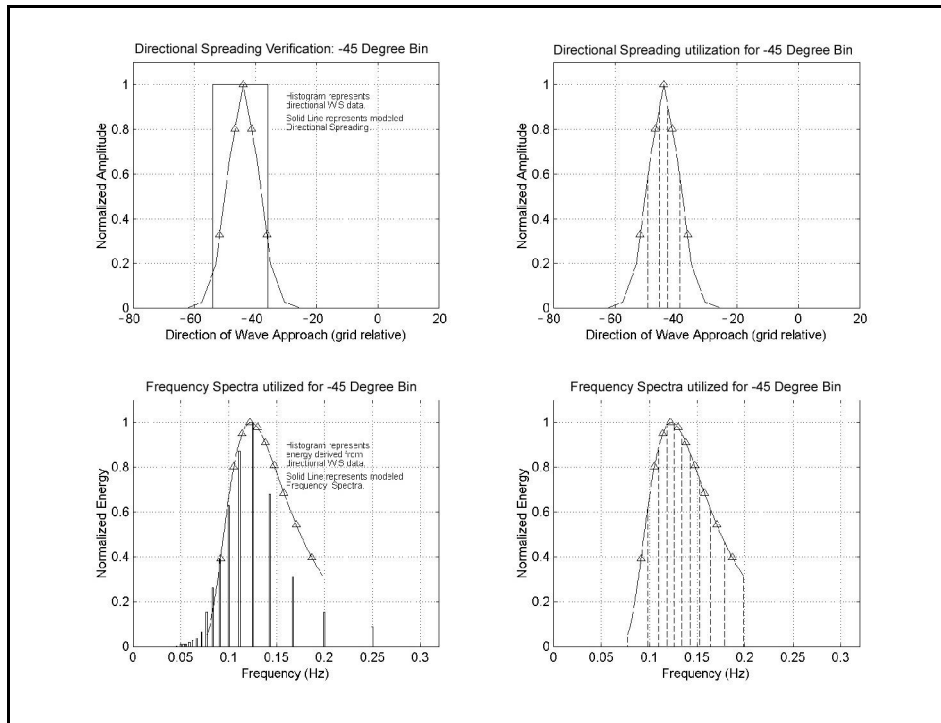 Directional Spreading Verification: -45 Degree Bin
Normalized Amplitude
1
0.8
0.6
0.4
0.2
0
Histogram represents
directional WIS data.
Solid Line represents modeled
Directional Spreading.
-80 -60 -40 -20 0 20
Direction of Wave Approach (grid relative)
Directional Spreading utilization for -45 Degree Bin
Normalized Amplitude
1
0.8
0.6
0.4
0.2
0
-80 -60 -40 -20 0 20
Direction of Wave Approach (grid relative)
Frequency Spectra utilized for -45 Degree Bin
Normalized Energy
1
0.8
0.6
0.4
0.2
0
Histogram represents
energy derived from
directional WIS data.
Solid Line represents modeled
Frequency Spectra.
0 0.05 0.1 0.15 0.2 0.25 0.3
Frequency (Hz)
Frequency Spectra utilized for -45 Degree Bin
Normalized Energy
1
0.8
0.6
0.4
0.2
0
0 0.05 0.1 0.15 0.2 0.25 0.3
Frequency (Hz)